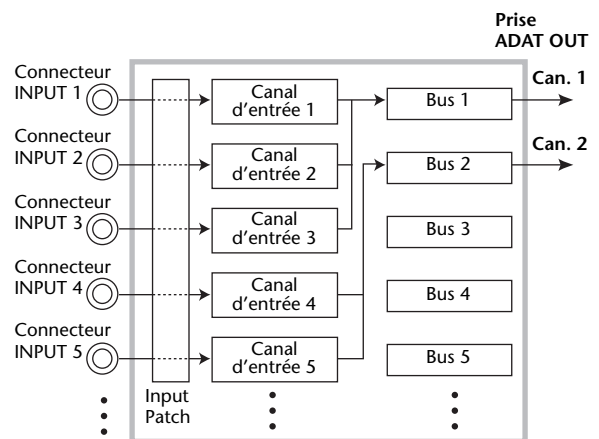 Prise
ADAT OUT
Connecteur
INPUT 1
Canal
d'entrée 1
Bus 1
Can. 1
Connecteur
INPUT 2
Canal
d'entrée 2
Bus 2
Can. 2
Connecteur
INPUT 3
Canal
d'entrée 3
Bus 3
Connecteur
INPUT 4
Canal
d'entrée 4
Bus 4
Connecteur
INPUT 5
Canal
d'entrée 5
Bus 5
Input
Patch